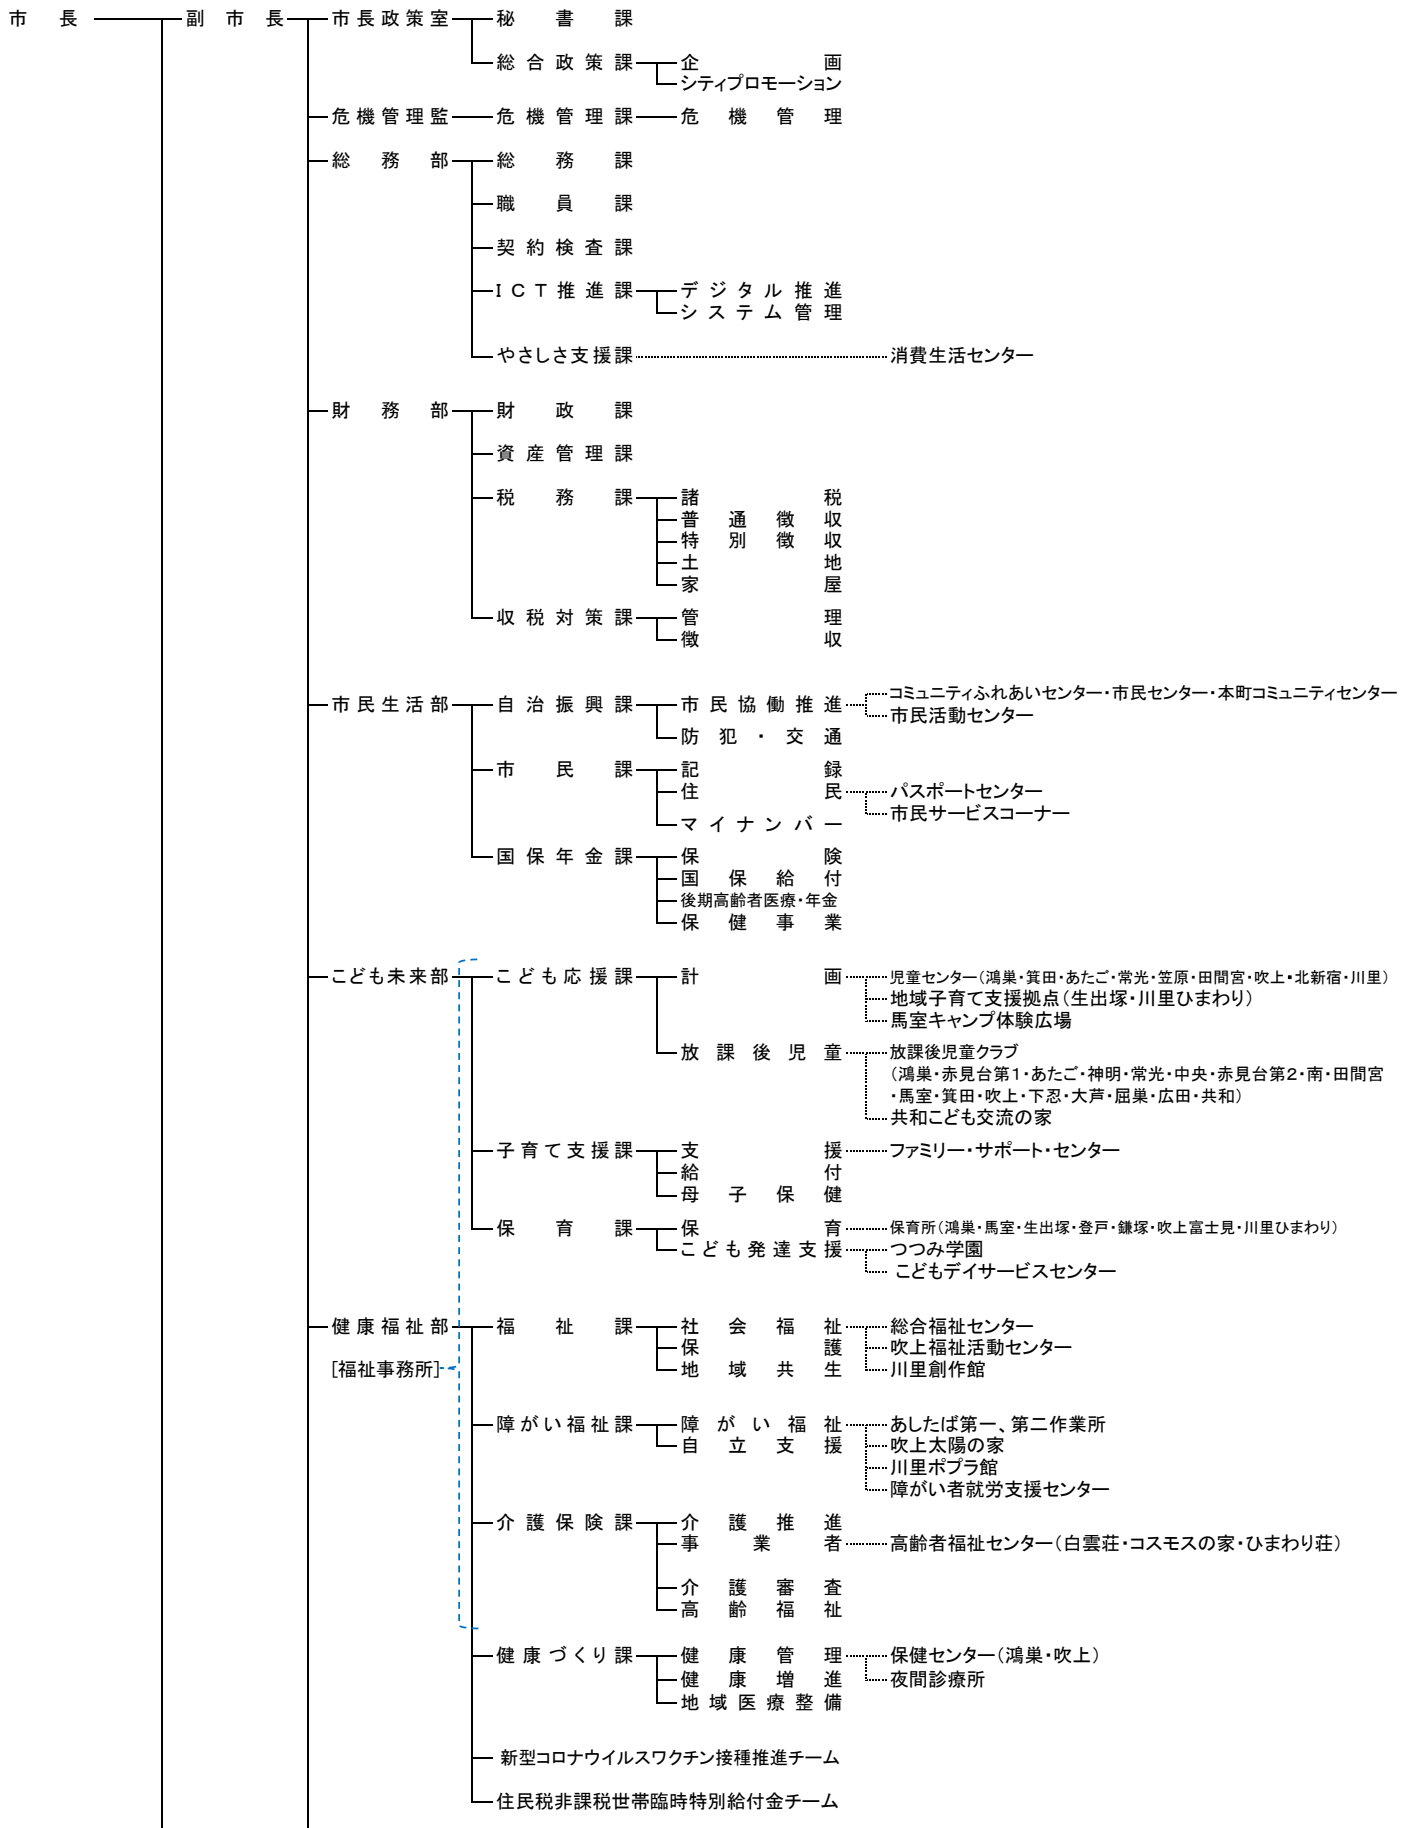 市長 副市長 市長政策室 秘書課
総合政策課 企画
シティプロモーション
危機管理監 危機管理課 危機管理
総務部 総務課
職員課
契約検査課
ICT推進課 デジタル推進
システム管理
やさしさ支援課 消費生活センター
財務部 財政課
資産管理課
税務課 諸税
普通徴収
特別徴収
土地
家屋
収税対策課 管理
徴収
市民生活部 自治振興課 市民協働推進 コミュニティふれあいセンター・市民センター・本町コミュニティセンター
市民活動センター
防犯・交通
市民課 記録
住民 パスポートセンター
市民サービスコーナー
マイナンバー
国保年金課 保険
国保給付
後期高齢者医療・年金
保健事業
こども未来部 こども応援課 計画 児童センター(鴻巣・箕田・あたご・常光・笠原・田間宮・吹上・北新宿・川里)
地域子育て支援拠点(生出塚・川里ひまわり)
馬室キャンプ体験広場
放課後児童 放課後児童クラブ
(鴻巣・赤見台第1・あたご・神明・常光・中央・赤見台第2・南・田間宮
・馬室・箕田・吹上・下忍・大芦・屈巣・広田・共和)
共和こども交流の家
子育て支援課 支援 ファミリー・サポート・センター
給付
母子保健
保育課 保育 保育所(鴻巣・馬室・生出塚・登戸・鎌塚・吹上富士見・川里ひまわり)
こども発達支援 つつみ学園
こどもデイサービスセンター
健康福祉部 福祉課 社会福祉 総合福祉センター
保護 吹上福祉活動センター
[福祉事務所] 地域共生 川里創作館
障がい福祉課 障がい福祉 あしたば第一、第二作業所
自立支援 吹上太陽の家
川里ポプラ館
障がい者就労支援センター
介護保険課 介護推進
事業者 高齢者福祉センター(白雲荘・コスモスの家・ひまわり荘)
介護審査
高齢福祉
健康づくり課 健康管理 保健センター(鴻巣・吹上)
健康増進 夜間診療所
地域医療整備
新型コロナウイルスワクチン接種推進チーム
住民税非課税世帯臨時特別給付金チーム